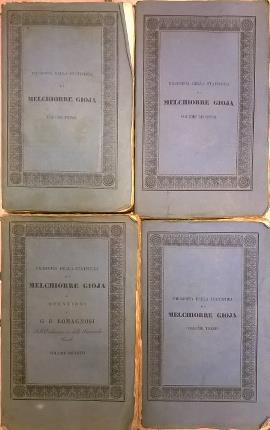 FILOSOFIA DELLA STATISTICA
DI
MELCHIORRE GIOJA
VOLUME PRIMO
FILOSOFIA DELLA STATISTICA
DI
MELCHIORRE GIOJA
VOLUME SECONDO
FILOSOFIA DELLA STATISTICA
DI
MELCHIORRE GIOJA
G. D. ROMAGNOSI
VOLUME QUARTO
FILOSOFIA DELLA STATISTICA
DI
MELCHIORRE GIOJA
VOLUME TERZO